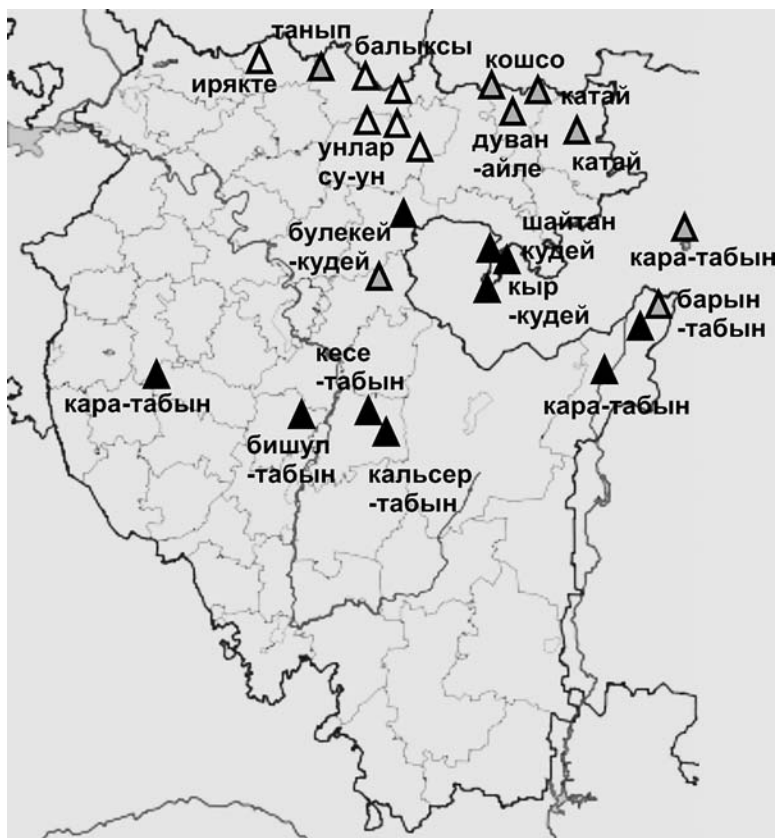 танып
балыксы
ирякте
кошсо
катай
дуван
-айле
катай
унлар
су-ун
булекей
-кудей
шайтан
кудей
кыр
-кудей
кара-табын
барын
-табын
кесе
-табын
кара-табын
кара-табын
бишул
-табын
кальсер
-табын